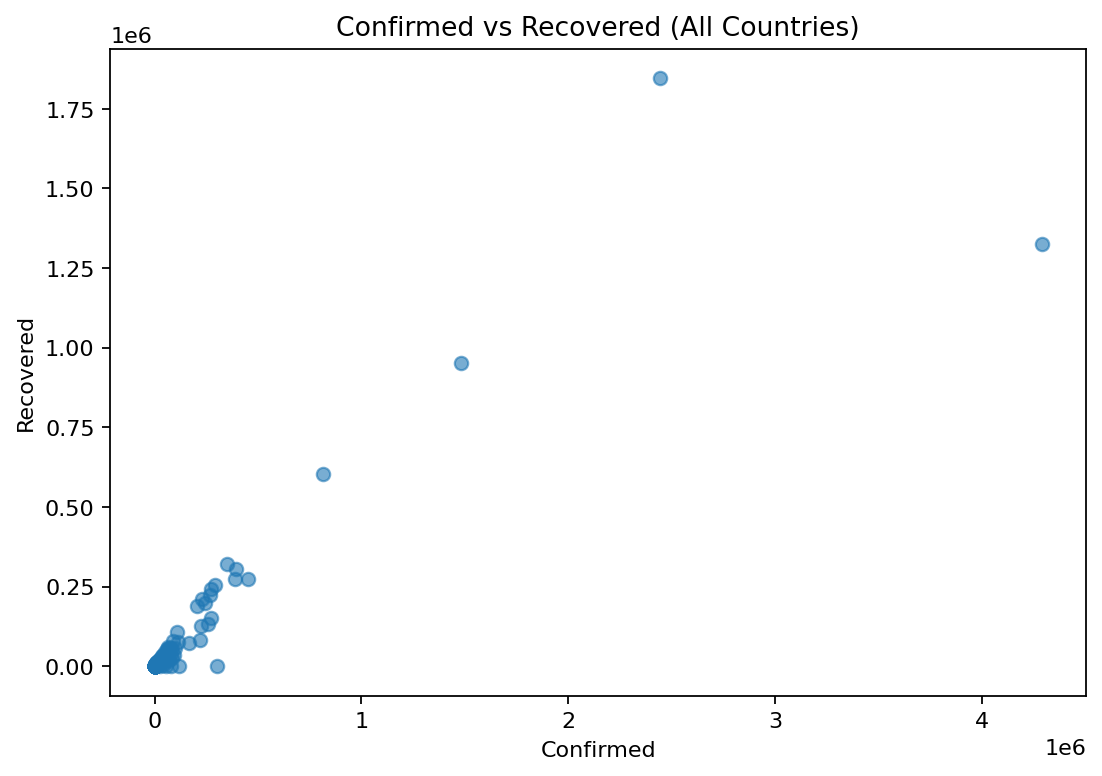 Confirmed vs Recovered (All Countries)
1e6
1.75
1.50
1.25
1.00
0.75
0.50
0.25
0.00
Recovered
0 1 2 3 4
Confirmed
1e6